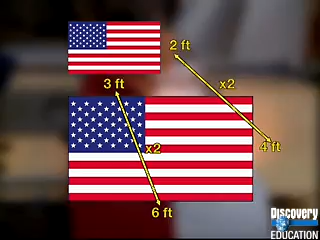 2 ft
3 ft
x2
x2
4 ft
6 ft
Discovery
EDUCATION